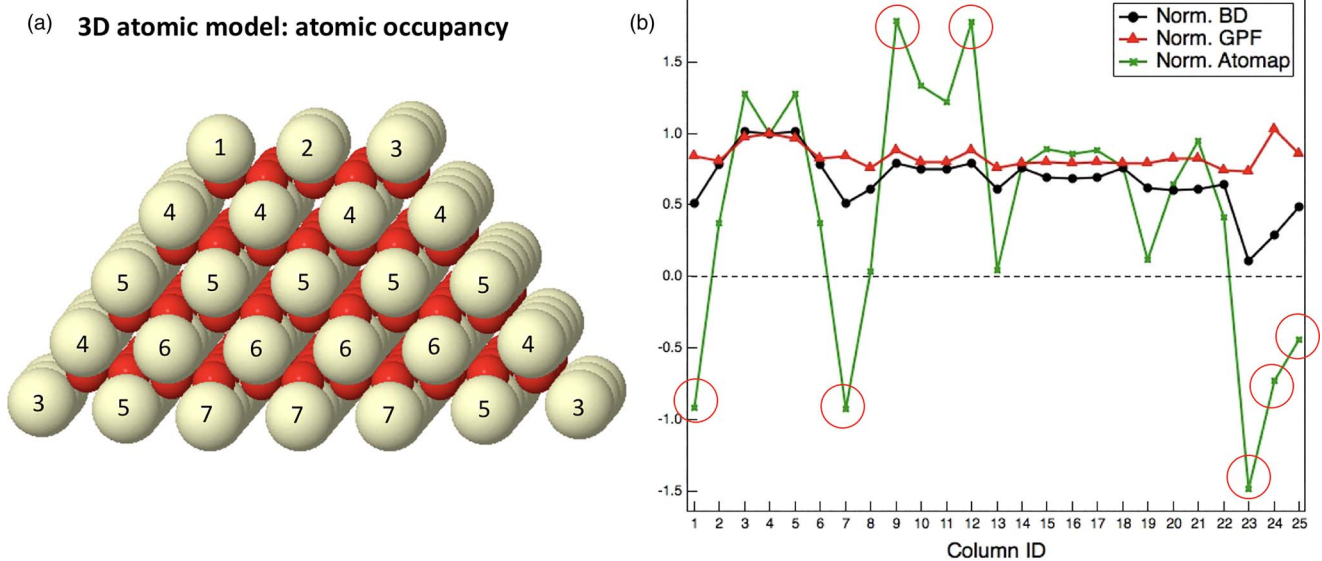 (a) 3D atomic model: atomic occupancy
1 2 3
4 4 4 4
5 5 5 5 5
4 6 6 6 6 4
3 5 7 7 7 5 3
(b)
Norm. BD
Norm. GPF
Norm. Atomap
1.5
1.0
0.5
0.0
-0.5
-1.0
-1.5
1 2 3 4 5 6 7 8 9 10 11 12 13 14 15 16 17 18 19 20 21 22 23 24 25
Column ID